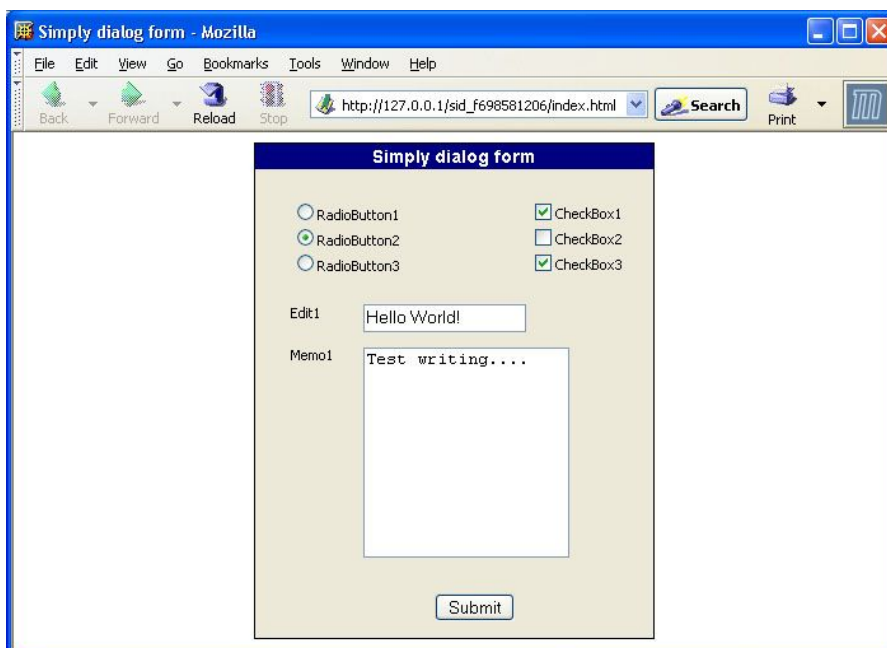 Simply dialog form - Mozilla
File Edit View Go Bookmarks Tools Window Help
Back Forward Reload Stop http://127.0.0.1/sid_f698581206/index.html Search Print m
Simply dialog form
RadioButton1 CheckBox1
RadioButton2 CheckBox2
RadioButton3 CheckBox3
Edit1 Hello World!
Memo1 Test writing....
Submit